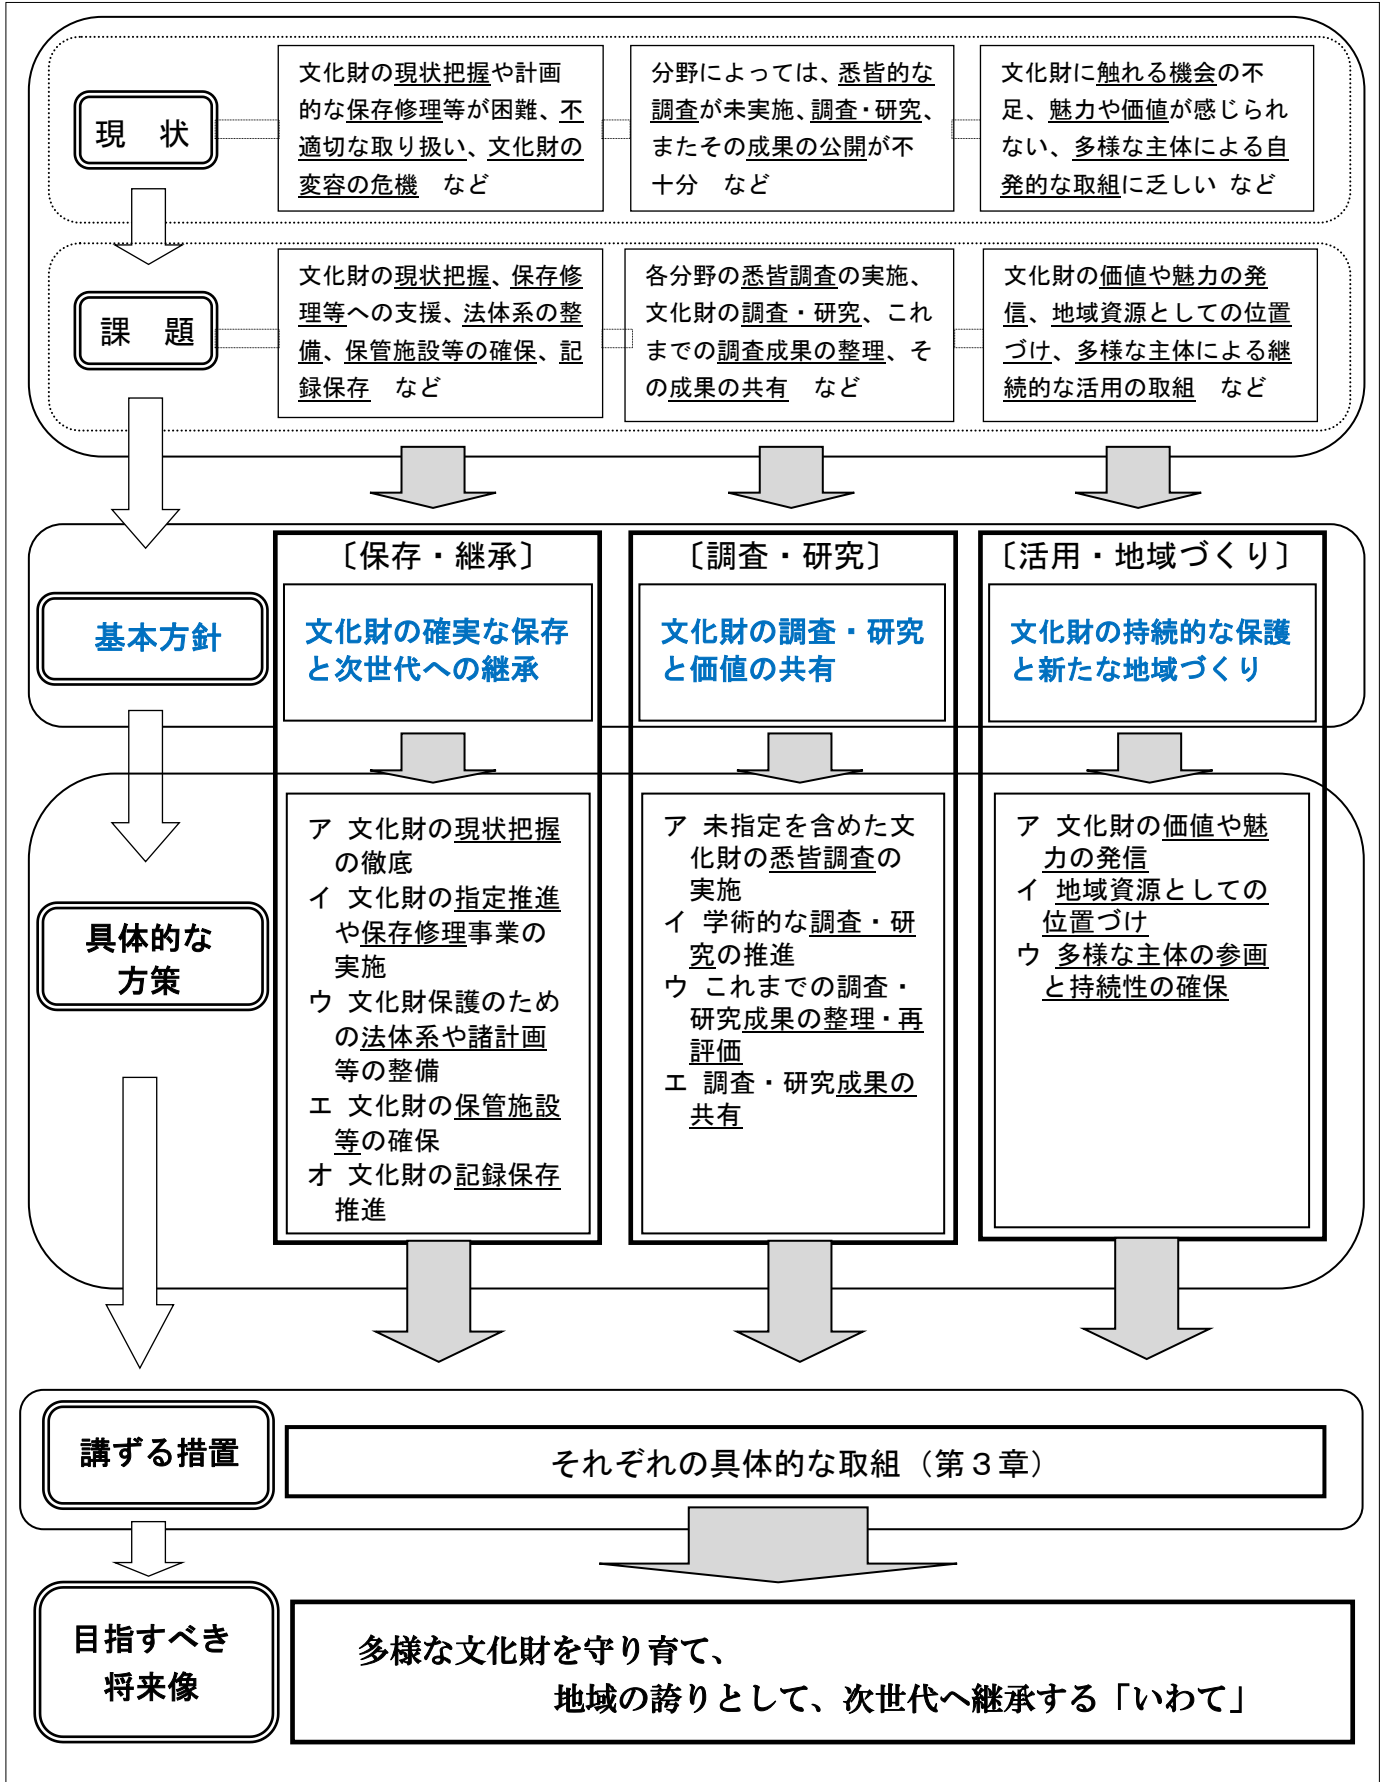 現　状
文化財の現状把握や計画
的な保存修理等が困難、不
適切な取り扱い、文化財の
変容の危機　など
分野によっては、悉皆的な
調査が未実施、調査・研究、
またその成果の公開が不
十分　など
文化財に触れる機会の不
足、魅力や価値が感じられ
ない、多様な主体による自
発的な取組に乏しい など
課　題
文化財の現状把握、保存修
理等への支援、法体系の整
備、保管施設等の確保、記
録保存　など
各分野の悉皆調査の実施、
文化財の調査・研究、これ
までの調査成果の整理、そ
の成果の共有　など
文化財の価値や魅力の発
信、地域資源としての位置
づけ、多様な主体による継
続的な活用の取組　など
基本方針
〔保存・継承〕
文化財の確実な保存
と次世代への継承
〔調査・研究〕
文化財の調査・研究
と価値の共有
〔活用・地域づくり〕
文化財の持続的な保護
と新たな地域づくり
具体的な
方策
ア 文化財の現状把握
の徹底
イ 文化財の指定推進
や保存修理事業の
実施
ウ 文化財保護のため
の法体系や諸計画
等の整備
エ 文化財の保管施設
等の確保
オ 文化財の記録保存
推進
ア 未指定を含めた文
化財の悉皆調査の
実施
イ 学術的な調査・研
究の推進
ウ これまでの調査・
研究成果の整理・再
評価
エ 調査・研究成果の
共有
ア 文化財の価値や魅
力の発信
イ 地域資源としての
位置づけ
ウ 多様な主体の参画
と持続性の確保
講ずる措置
それぞれの具体的な取組（第３章）
目指すべき
将来像
多様な文化財を守り育て、
地域の誇りとして、次世代へ継承する「いわて」